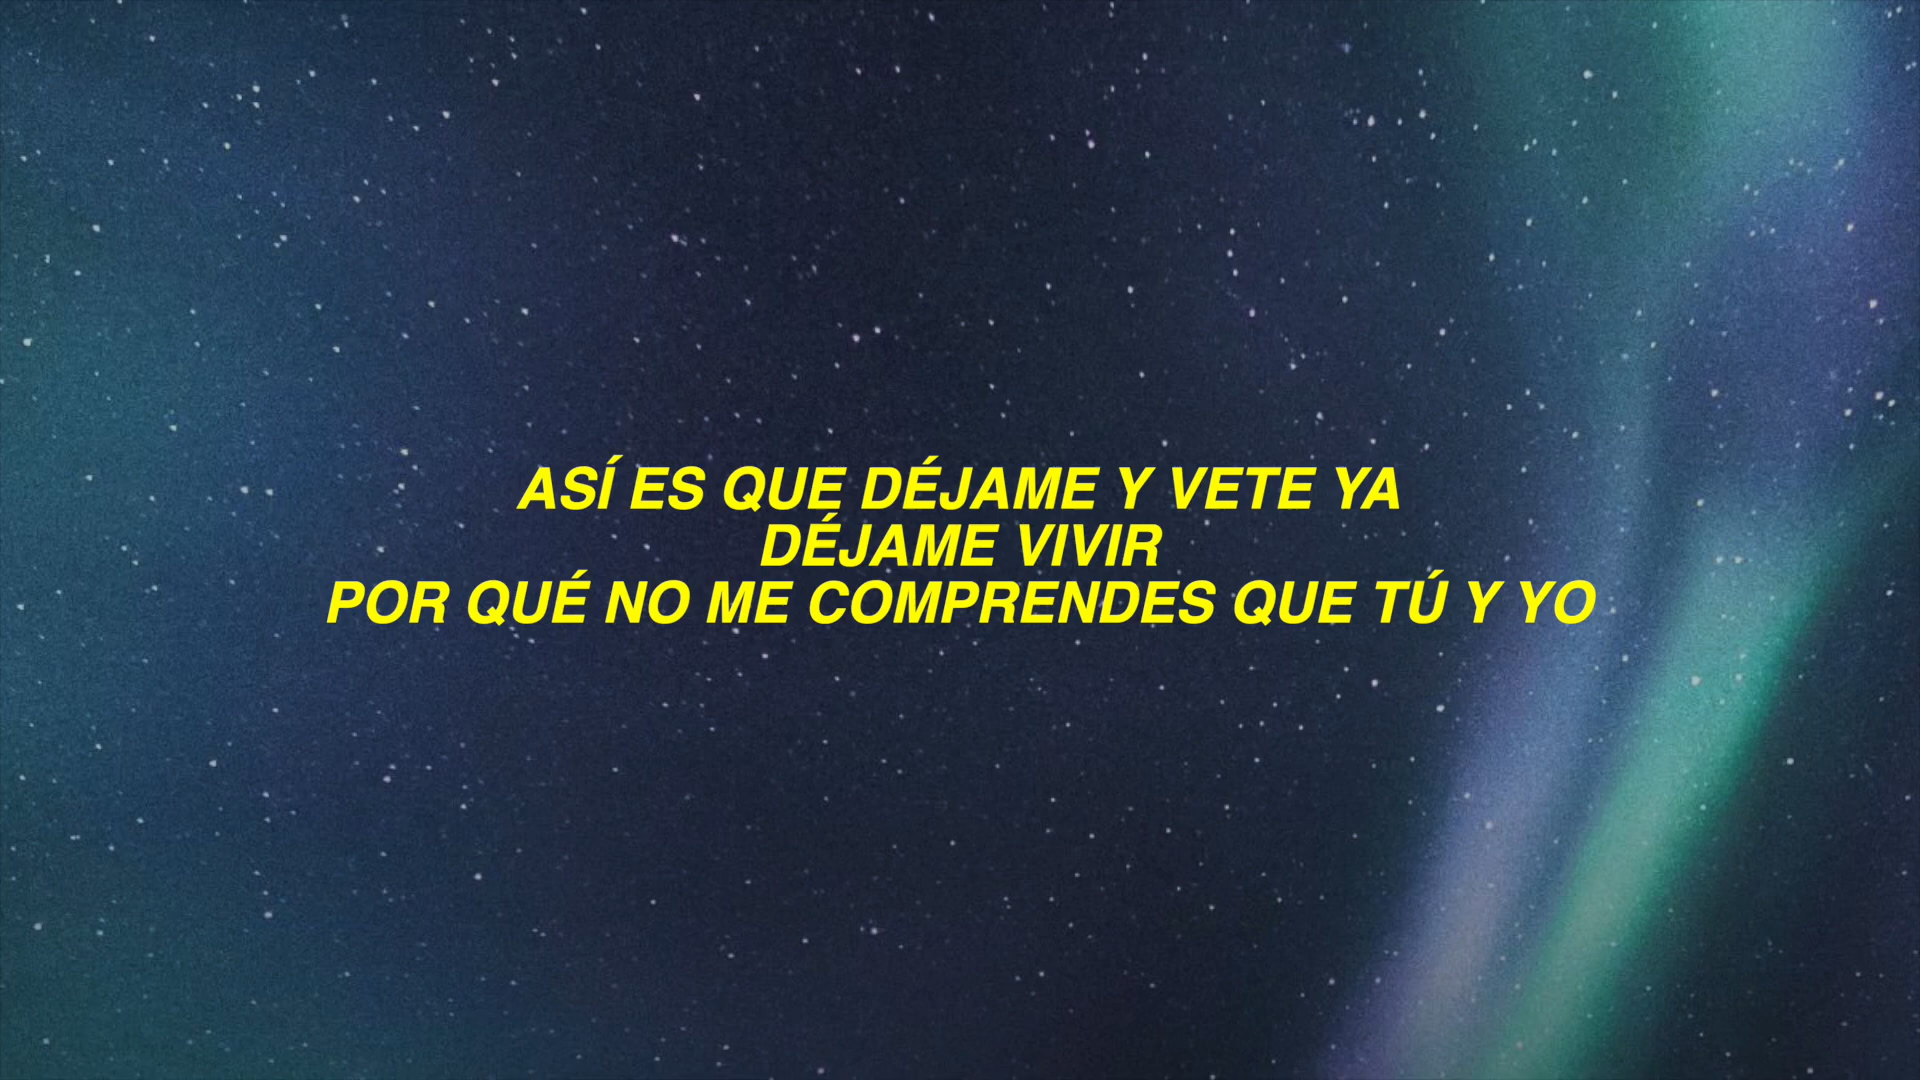 ASÍ ES QUE DÉJAME Y VETE YA
DÉJAME VIVIR
POR QUÉ NO ME COMPRENDES QUE TÚ Y YO